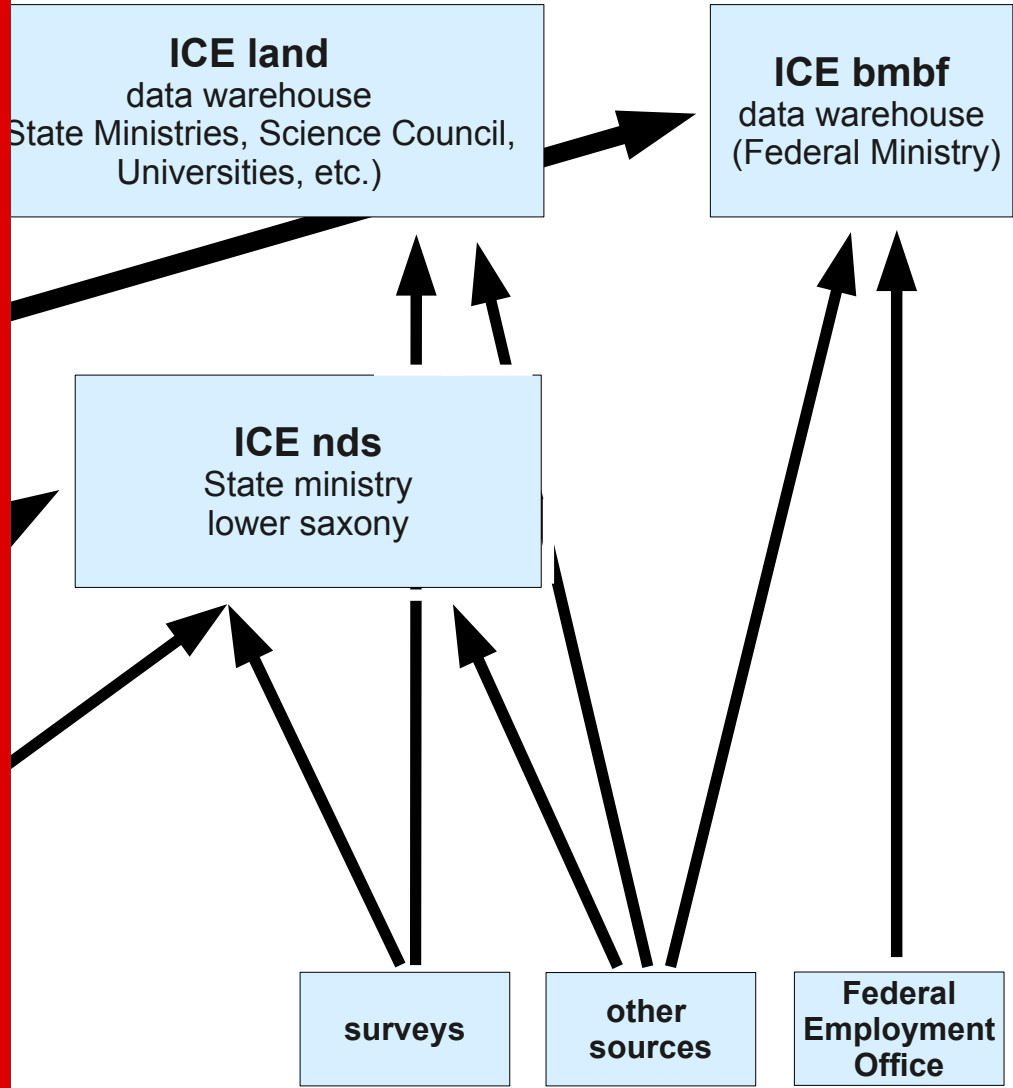 ICE land
data warehouse
State Ministries, Science Council,
Universities, etc.)
ICE bmbf
data warehouse
(Federal Ministry)
ICE nds
State ministry
lower saxony
surveys
other
sources
Federal
Employment
Office